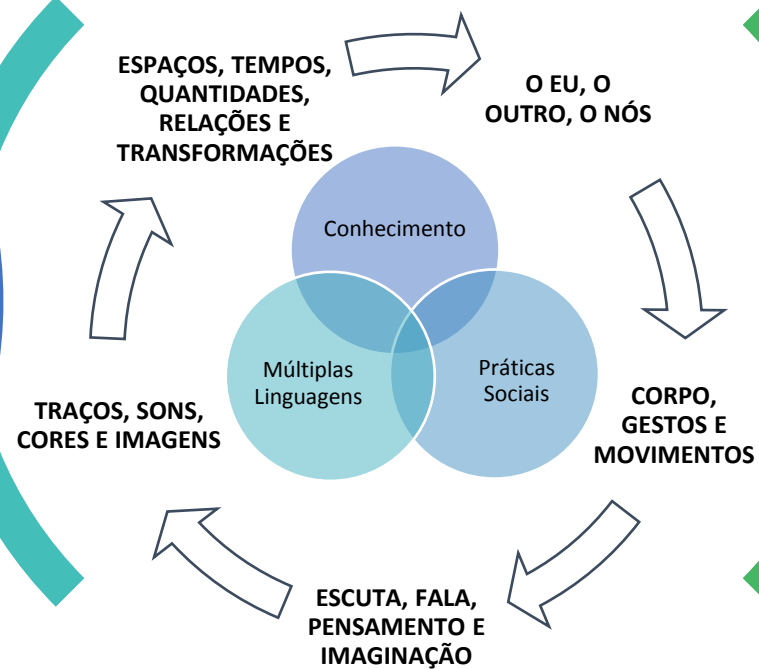 ESPAÇOS, TEMPOS,
QUANTIDADES,
RELAÇÕES E
TRANSFORMAÇÕES
O EU, O
OUTRO, O NÓS
Conhecimento
Múltiplas
Linguagens
Práticas
Sociais
TRAÇOS, SONS,
CORES E IMAGENS
CORPO,
GESTOS E
MOVIMENTOS
ESCUTA, FALA,
PENSAMENTO E
IMAGINAÇÃO